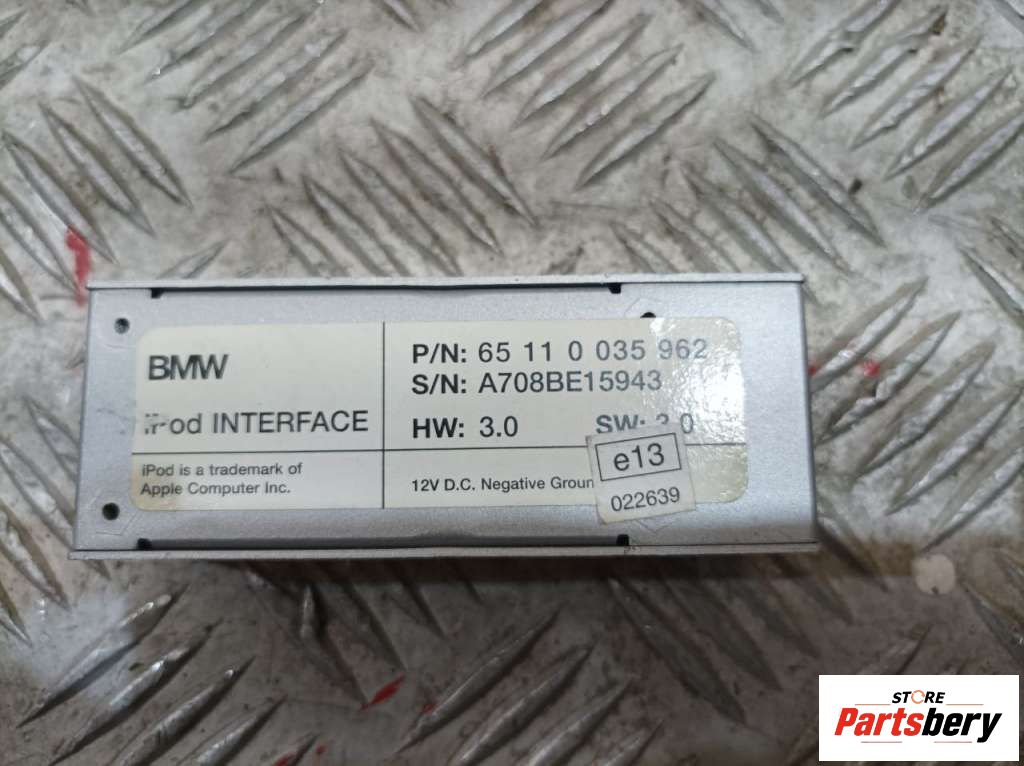 BMW
iPod INTERFACE
iPod is a trademark of
Apple Computer Inc.
P/N: 65 11 0 035 962
S/N: A708BE15943
HW: 3.0 SW:
12V D.C. Negative
e13
022639
STORE
Partsbery